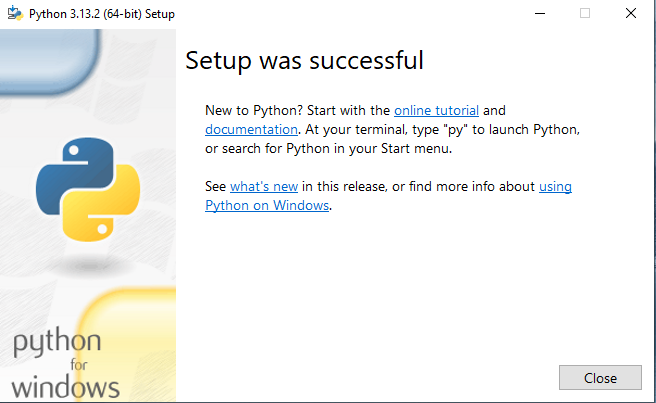 Python 3.13.2 (64-bit) Setup
Setup was successful
New to Python? Start with the online tutorial and
documentation. At your terminal, type "py" to launch Python,
or search for Python in your Start menu.
See what's new in this release, or find more info about using
Python on Windows.
python
for
windows
Close